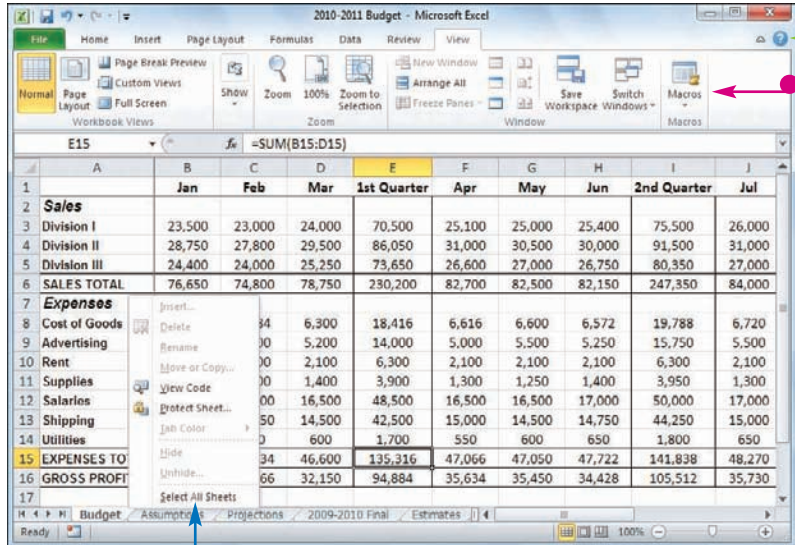 2010-2011 Budget - Microsoft Excel
File Home Insert Page Layout Formulas Data Review View
Normal
Page Layout
Page Break Preview
Custom Views
Full Screen
Workbook Views
Show
Zoom
100%
Zoom to Selection
Zoom
New Window
Arrange All
Freeze Panes
Save Workspace
Switch Windows
Window
Macros
Macros
E15 fx =SUM(B15:D15)
A B C D E F G H I J
1 Jan Feb Mar 1st Quarter Apr May Jun 2nd Quarter Jul
2 Sales
3 Division I 23,500 23,000 24,000 70,500 25,100 25,000 25,400 75,500 26,000
4 Division II 28,750 27,800 29,500 86,050 31,000 30,500 30,000 91,500 31,000
5 Division III 24,400 24,000 25,250 73,650 26,600 27,000 26,750 80,350 27,000
6 SALES TOTAL 76,650 74,800 78,750 230,200 82,700 82,500 82,150 247,350 84,000
7 Expenses
8 Cost of Goods 34 6,300 18,416 6,616 6,600 6,572 19,788 6,720
9 Advertising 00 5,200 14,000 5,000 5,500 5,250 15,750 5,500
10 Rent 00 2,100 6,300 2,100 2,100 2,100 6,300 2,100
11 Supplies 00 1,400 3,900 1,300 1,250 1,400 3,950 1,300
12 Salaries 00 16,500 48,500 16,500 16,500 17,000 50,000 17,000
13 Shipping 50 14,500 42,500 15,000 14,500 14,750 44,250 15,000
14 Utilities 0 600 1,700 550 600 650 1,800 650
15 EXPENSES TO 34 46,600 135,316 47,066 47,050 47,722 141,838 48,270
16 GROSS PROFI 66 32,150 94,884 35,634 35,450 34,428 105,512 35,730
17
Insert...
Delete
Rename
Move or Copy...
View Code
Protect Sheet...
Tab Color
Hide
Unhide...
Select All Sheets
Budget Assumptions Projections 2009-2010 Final Estimates
Ready 100%